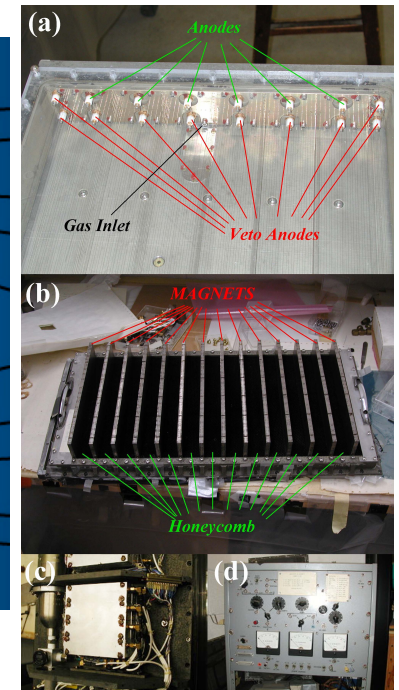 (a)
Anodes
Gas Inlet
Veto Anodes
(b)
MAGNETS
Honeycomb
(c)
(d)